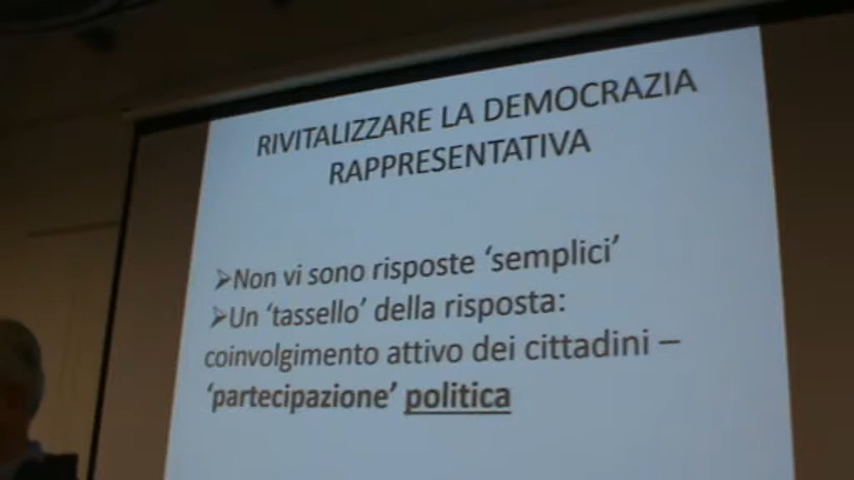 RIVITALIZZARE LA DEMOCRAZIA
RAPPRESENTATIVA
➢Non vi sono risposte ‘semplici’
➢Un ‘tassello’ della risposta:
coinvolgimento attivo dei cittadini –
‘partecipazione’ politica